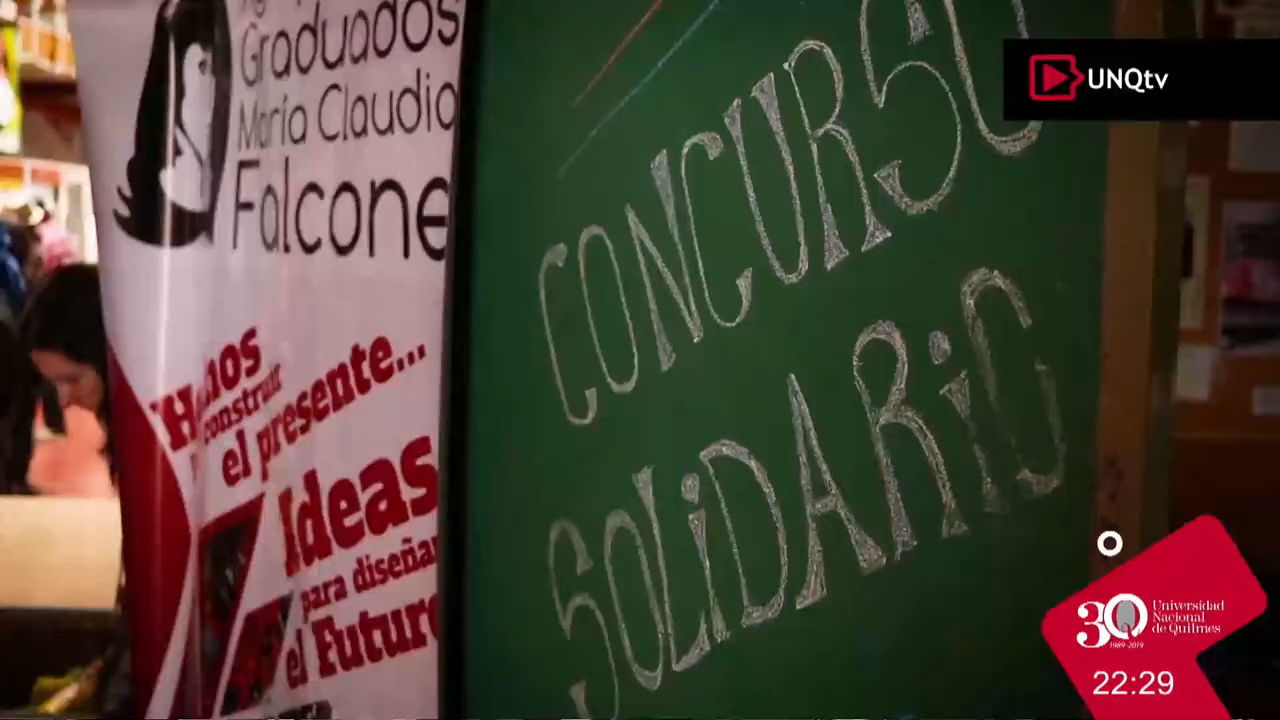 Graduados
María Claudia
Falcone
construir
el presente...
Ideas
para diseñar
el Futuro
CONCURSO
SOLiDARiO
UNQtv
30 Universidad
Nacional
de Quilmes
1989-2019
22:29